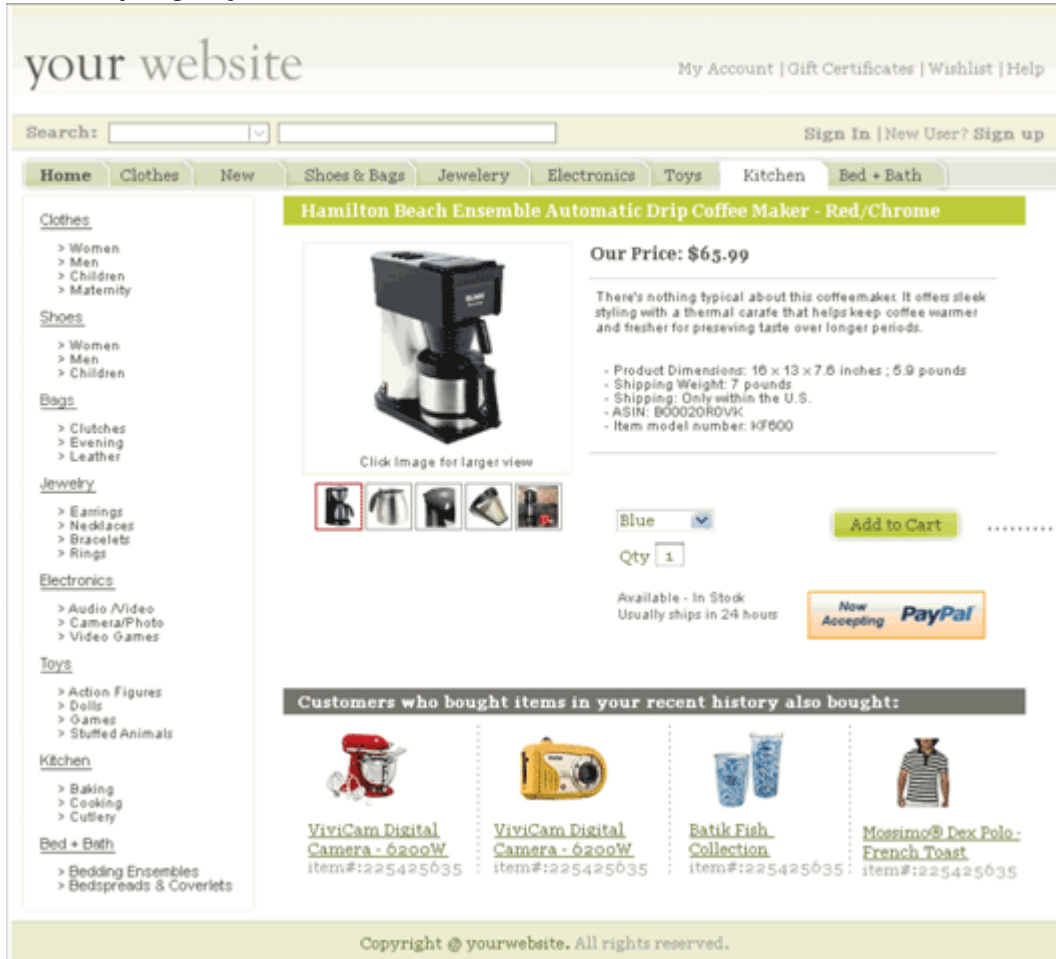 your website
My Account | Gift Certificates | Wishlist | Help
Search:
Sign In | New User? Sign up
Home Clothes New Shoes & Bags Jewelery Electronics Toys Kitchen Bed + Bath
Clothes
> Women
> Men
> Children
> Maternity
Shoes
> Women
> Men
> Children
Bags
> Clutches
> Evening
> Leather
Jewelry
> Earrings
> Necklaces
> Bracelets
> Rings
Electronics
> Audio /Video
> Camera/Photo
> Video Games
Toys
> Action Figures
> Dolls
> Games
> Stuffed Animals
Kitchen
> Baking
> Cooking
> Cutlery
Bed + Bath
> Bedding Ensembles
> Bedspreads & Coverlets
Hamilton Beach Ensemble Automatic Drip Coffee Maker - Red/Chrome
Click Image for larger view
Our Price: $65.99
There's nothing typical about this coffeemaker. It offers sleek
styling with a thermal carafe that helps keep coffee warmer
and fresher for preseving taste over longer periods.
- Product Dimensions: 16 x 13 x 7.6 inches ; 5.9 pounds
- Shipping Weight: 7 pounds
- Shipping: Only within the U.S.
- ASIN: B00020R0VK
- Item model number: KF600
Blue
Add to Cart
Qty 1
Available - In Stock
Usually ships in 24 hours
Now
Accepting PayPal
Customers who bought items in your recent history also bought:
ViviCam Digital
Camera - 6200W
item#:225425635
ViviCam Digital
Camera - 6200W
item#:225425635
Batik Fish
Collection
item#:225425635
Mossimo® Dex Polo -
French Toast
item#:225425635
Copyright @ yourwebsite. All rights reserved.